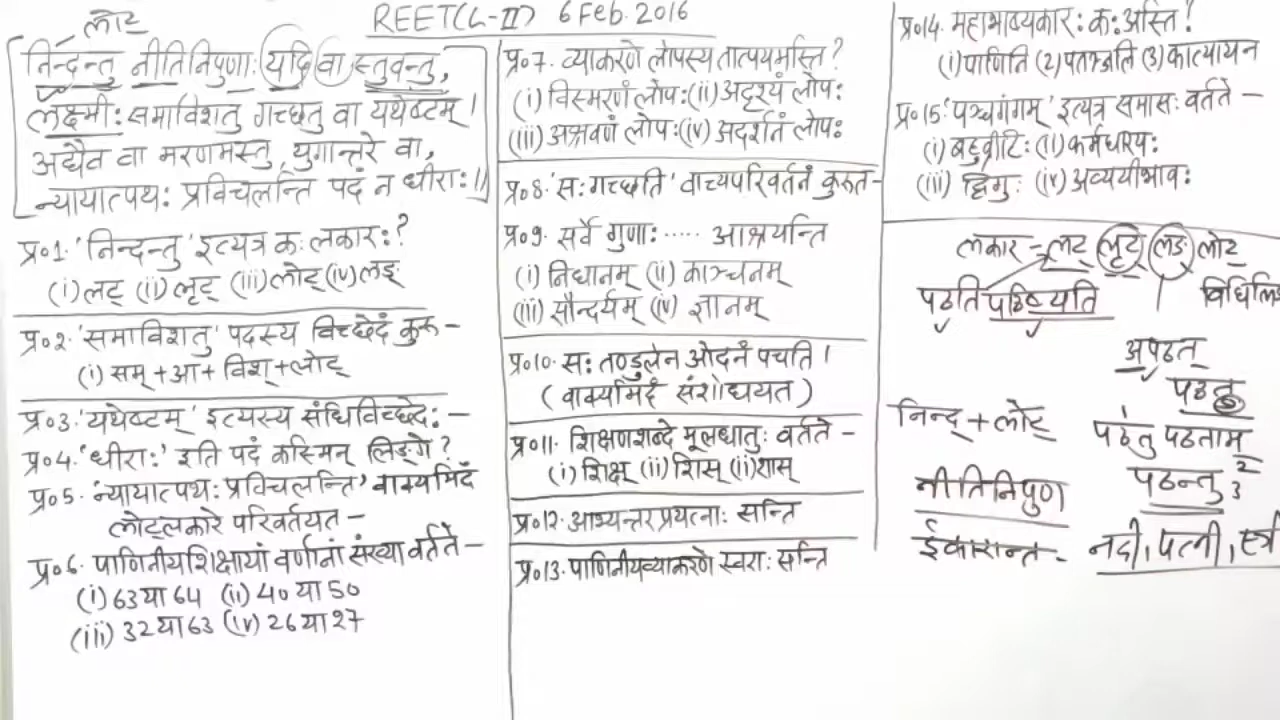 लोट्
REET(L-II) 6 Feb. 2016
निन्दन्तु नीतिनिपुणाः यदि वा स्तुवन्तु,
लक्ष्मीः समाविशतु गच्छतु वा यथेष्टम्।
अद्यैव वा मरणमस्तु, युगान्तरे वा,
न्यायात्पथः प्रविचलन्ति पदं न धीराः।।
प्र०1. 'निन्दन्तु' इत्यत्र कः लकारः?
(i) लट् (ii) लृट् (iii) लोट् (iv) लङ्
प्र०2. 'समाविशतु' पदस्य विच्छेदं कुरु –
(i) सम् + आ + विश् + लोट्
प्र०3. 'यथेष्टम्' इत्यस्य संधिविच्छेदः –
प्र०4. 'धीराः' इति पदं कस्मिन् लिङ्गे?
प्र०5. 'न्यायात्पथः प्रविचलन्ति' वाक्यमिदं
लोट्लकारे परिवर्तयत –
प्र०6. पाणिनीयशिक्षायां वर्णानां संख्या वर्तते –
(i) 63 या 64 (ii) 40 या 50
(iii) 32 या 63 (iv) 26 या 27
प्र०7. व्याकरणे लोपस्य तात्पर्यमस्ति?
(i) विस्मरणं लोपः (ii) अदृश्यं लोपः
(iii) अश्रवणं लोपः (iv) अदर्शनं लोपः
प्र०8. 'सः गच्छति' वाच्यपरिवर्तनं कुरुत –
प्र०9. सर्वे गुणाः ..... आश्रयन्ति
(i) निधानम् (ii) काञ्चनम्
(iii) सौन्दर्यम् (iv) ज्ञानम्
प्र०10. सः तण्डुलेन ओदनं पचति।
(वाक्यमिदं संशोधयत)
प्र०11. शिक्षणशब्दे मूलधातुः वर्तते –
(i) शिक्ष् (ii) शिस् (ii) शास्
प्र०12. आभ्यन्तरप्रयत्नाः सन्ति
प्र०13. पाणिनीयव्याकरणे स्वराः सन्ति
प्र०14. महाभाष्यकारः कः अस्ति?
(i) पाणिनि (2) पतञ्जलि (3) कात्यायन
प्र०15. 'पञ्चगंगम्' इत्यत्र समासः वर्तते –
(i) बहुव्रीहिः (ii) कर्मधारयः
(iii) द्विगुः (iv) अव्ययीभावः
लकार – लट् लृट् लङ् लोट्
पठति पठिष्यति
अपठत्
पठतु
निन्द् + लोट्
पठतु पठताम् 2
पठन्तु 3
नीतिनिपुण
ईकारान्त – नदी, पत्नी,